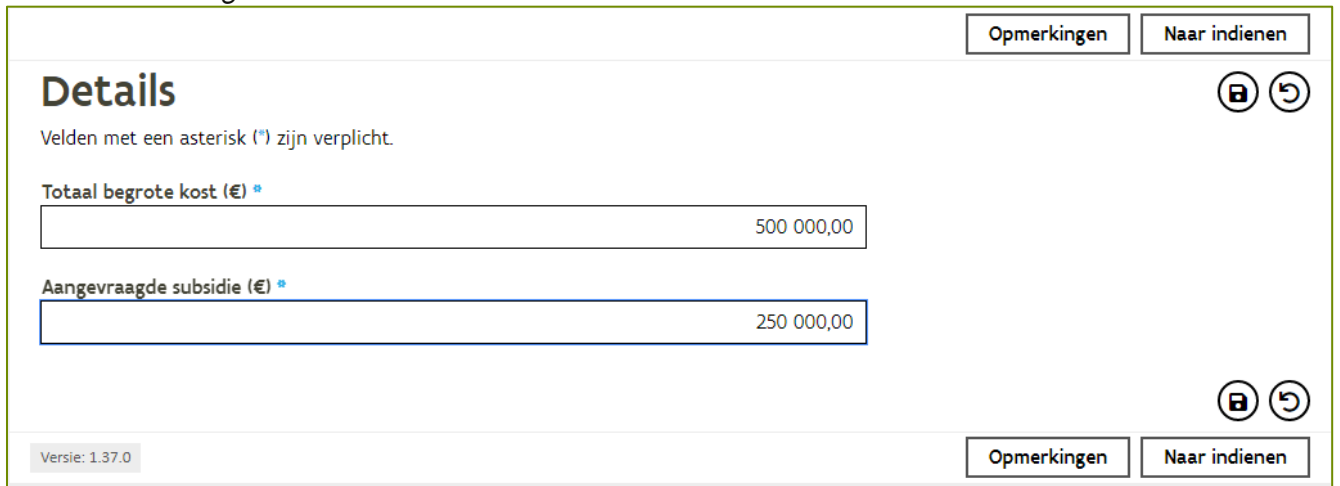 Opmerkingen Naar indienen
Details
Velden met een asterisk (*) zijn verplicht.
Totaal begrote kost (€) *
500 000,00
Aangevraagde subsidie (€) *
250 000,00
Versie: 1.37.0 Opmerkingen Naar indienen